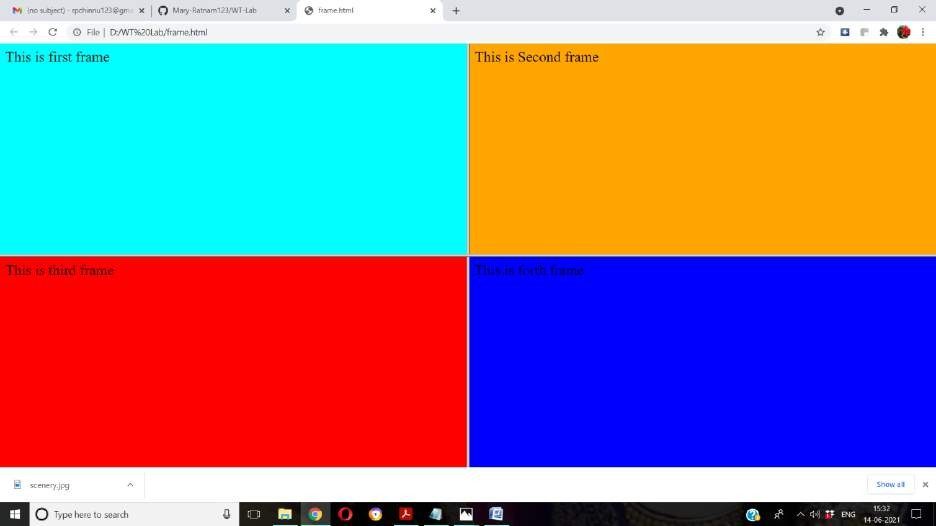 (no subject) - rpchinnu123@gma
Mary-Ratnam123/WT-Lab
frame.html
File | D:/WT%20Lab/frame.html
This is first frame
This is Second frame
This is third frame
This is forth frame
scenery.jpg
Show all
Type here to search
ENG
15:32
14-06-2021